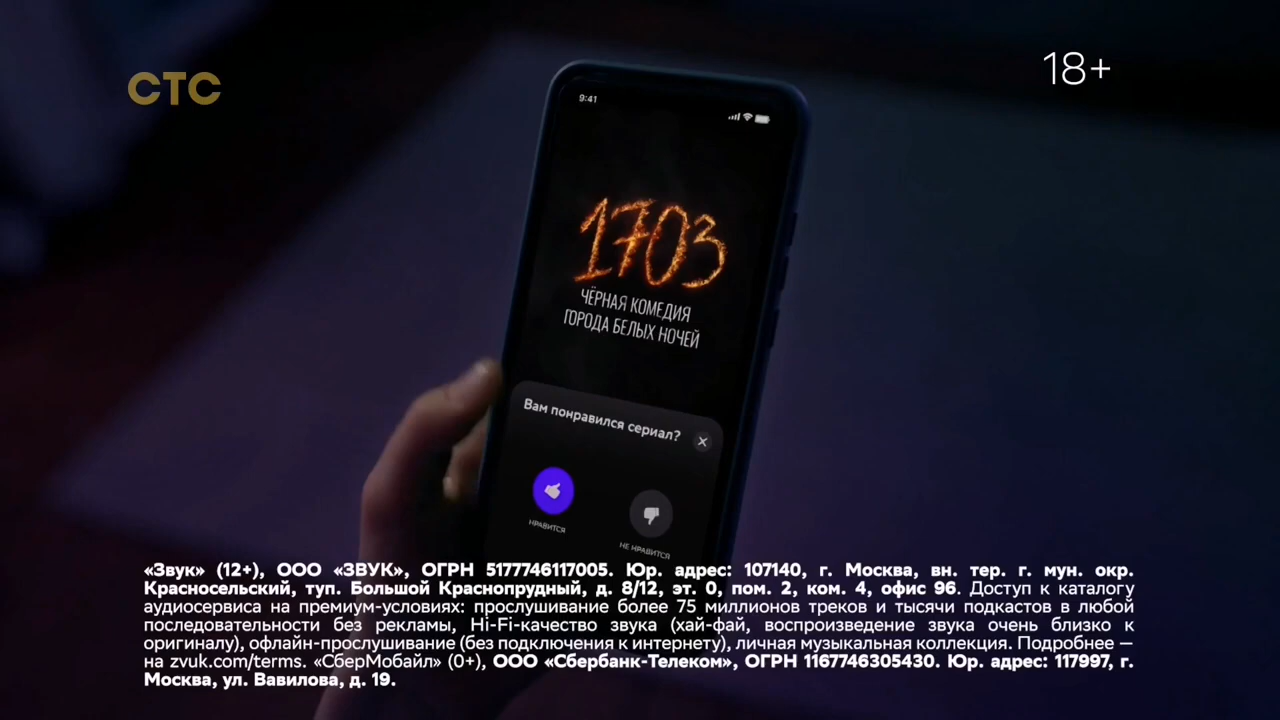 СТС
18+
9:41
1703
ЧЁРНАЯ КОМЕДИЯ
ГОРОДА БЕЛЫХ НОЧЕЙ
Вам понравился сериал?
НРАВИТСЯ
НЕ НРАВИТСЯ
«Звук» (12+), ООО «ЗВУК», ОГРН 5177746117005. Юр. адрес: 107140, г. Москва, вн. тер. г. мун. окр.
Красносельский, туп. Большой Краснопрудный, д. 8/12, эт. 0, пом. 2, ком. 4, офис 96. Доступ к каталогу
аудиосервиса на премиум-условиях: прослушивание более 75 миллионов треков и тысячи подкастов в любой
последовательности без рекламы, Hi-Fi-качество звука (хай-фай, воспроизведение звука очень близко к
оригиналу), офлайн-прослушивание (без подключения к интернету), личная музыкальная коллекция. Подробнее —
на zvuk.com/terms. «СберМобайл» (0+), ООО «Сбербанк-Телеком», ОГРН 1167746305430. Юр. адрес: 117997, г.
Москва, ул. Вавилова, д. 19.